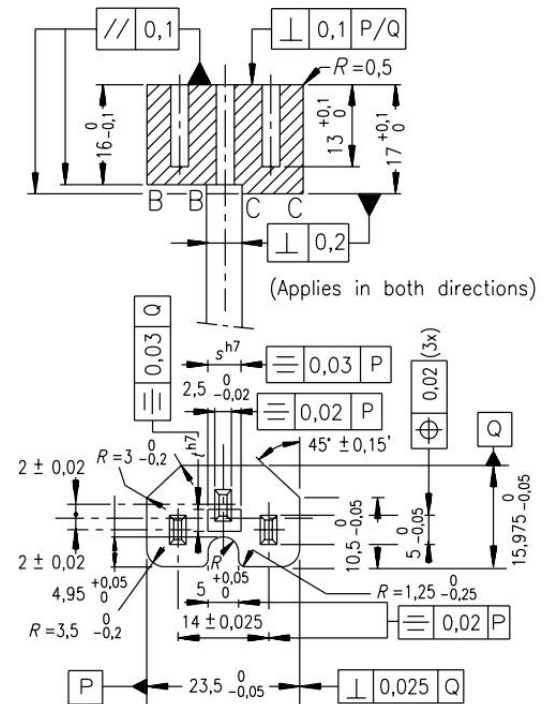 // 0,1
⊥ 0,1 P/Q
R=0,5
16 0 -0,1
13 +0,1 0
17 +0,1 0
B B C C
⊥ 0,2
(Applies in both directions)
⌯ 0,03 Q
s h7
⌯ 0,03 P
2,5 0 -0,02
⌯ 0,02 P
⌖ 0,02 (3x)
t h7
45° ±0,15'
Q
R=3 0 -0,2
2 ± 0,02
10,5 0 -0,05
5 0 -0,05
15,975 0 -0,05
2 ± 0,02
4,95 +0,05 0
R
5 +0,05 0
R=1,25 0 -0,25
R=3,5 0 -0,2
14 ± 0,025
⌯ 0,02 P
P
23,5 0 -0,05
⊥ 0,025 Q